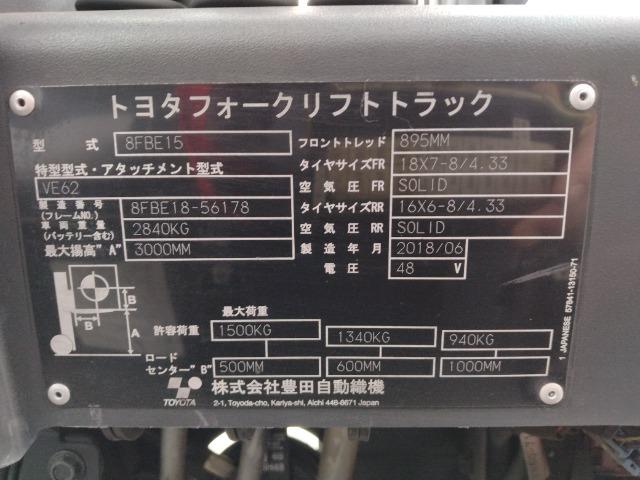 トヨタフォークリフトトラック
型式 8FBE15 フロントトレッド 895MM
特型型式・アタッチメント型式 タイヤサイズFR 18X7-8/4.33
VE62 空気圧 FR SOLID
製造番号(フレームNO.) 8FBE18-56178 タイヤサイズRR 16X6-8/4.33
車両重量(バッテリー含む) 2840KG 空気圧 RR SOLID
最大揚高"A" 3000MM 製造年月 2018/06
電圧 48 V
B
B
A
最大荷重
許容荷重 1500KG 1340KG 940KG
ロードセンター"B" 500MM 600MM 1000MM
TOYOTA 株式会社豊田自動織機
2-1, Toyoda-cho, Kariya-shi, Aichi 448-8671 Japan
1 JAPANESE 57941-13150-71